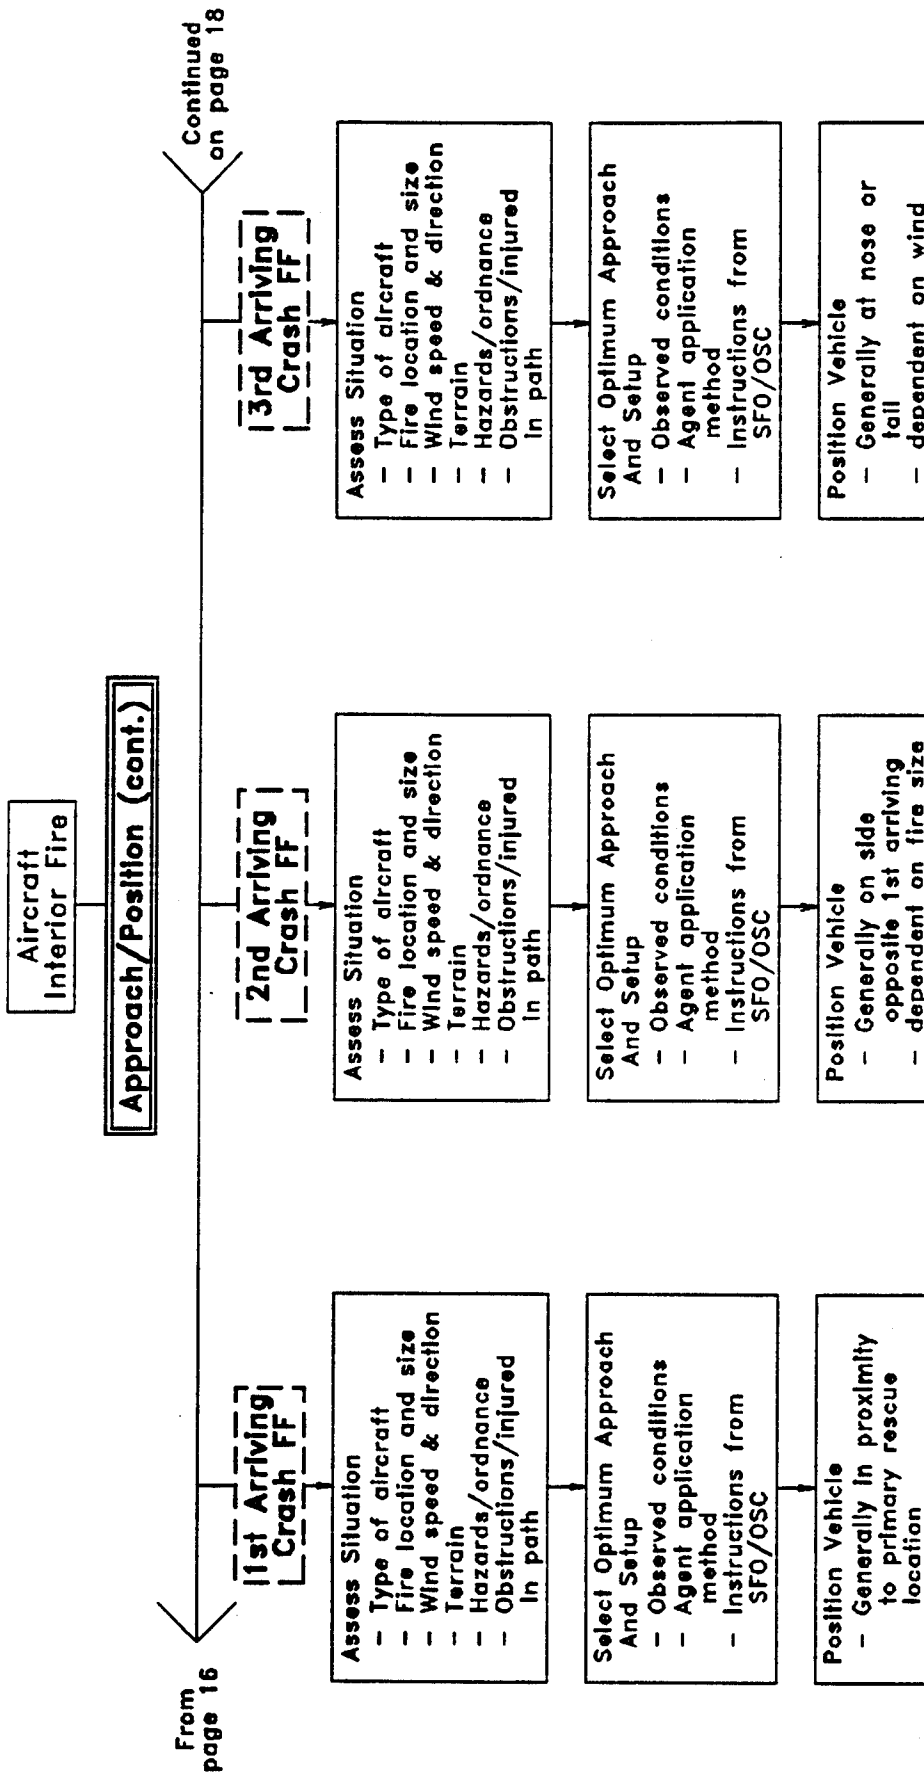 Aircraft
Interior Fire
Approach/Position (cont.)
From
page 16
Continued
on page 18
1st Arriving
Crash FF
Assess Situation
- Type of aircraft
- Fire location and size
- Wind speed & direction
- Terrain
- Hazards/ordnance
- Obstructions/injured
In path
Select Optimum Approach
And Setup
- Observed conditions
- Agent application
method
- Instructions from
SFO/OSC
Position Vehicle
- Generally in proximity
to primary rescue
location
2nd Arriving
Crash FF
Assess Situation
- Type of aircraft
- Fire location and size
- Wind speed & direction
- Terrain
- Hazards/ordnance
- Obstructions/injured
In path
Select Optimum Approach
And Setup
- Observed conditions
- Agent application
method
- Instructions from
SFO/OSC
Position Vehicle
- Generally on side
opposite 1st arriving
- dependent on fire size
3rd Arriving
Crash FF
Assess Situation
- Type of aircraft
- Fire location and size
- Wind speed & direction
- Terrain
- Hazards/ordnance
- Obstructions/injured
In path
Select Optimum Approach
And Setup
- Observed conditions
- Agent application
method
- Instructions from
SFO/OSC
Position Vehicle
- Generally at nose or
tail
- dependent on wind